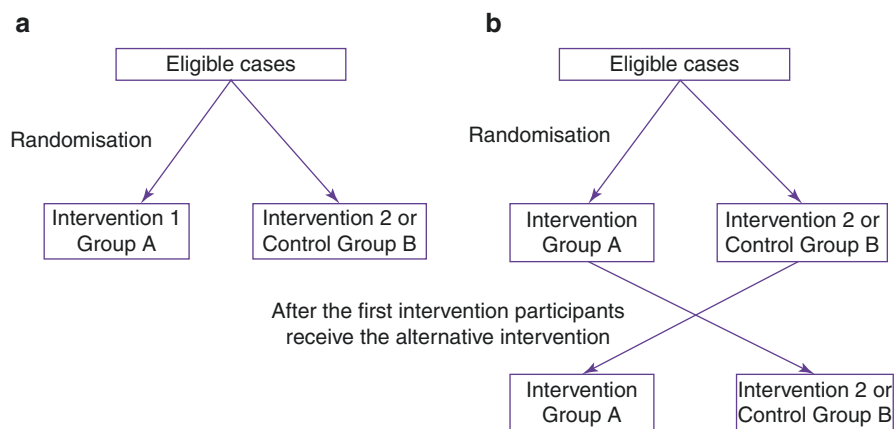 a
Eligible cases
Randomisation
Intervention 1
Group A
Intervention 2 or
Control Group B
b
Eligible cases
Randomisation
Intervention
Group A
Intervention 2 or
Control Group B
After the first intervention participants
receive the alternative intervention
Intervention
Group A
Intervention 2 or
Control Group B